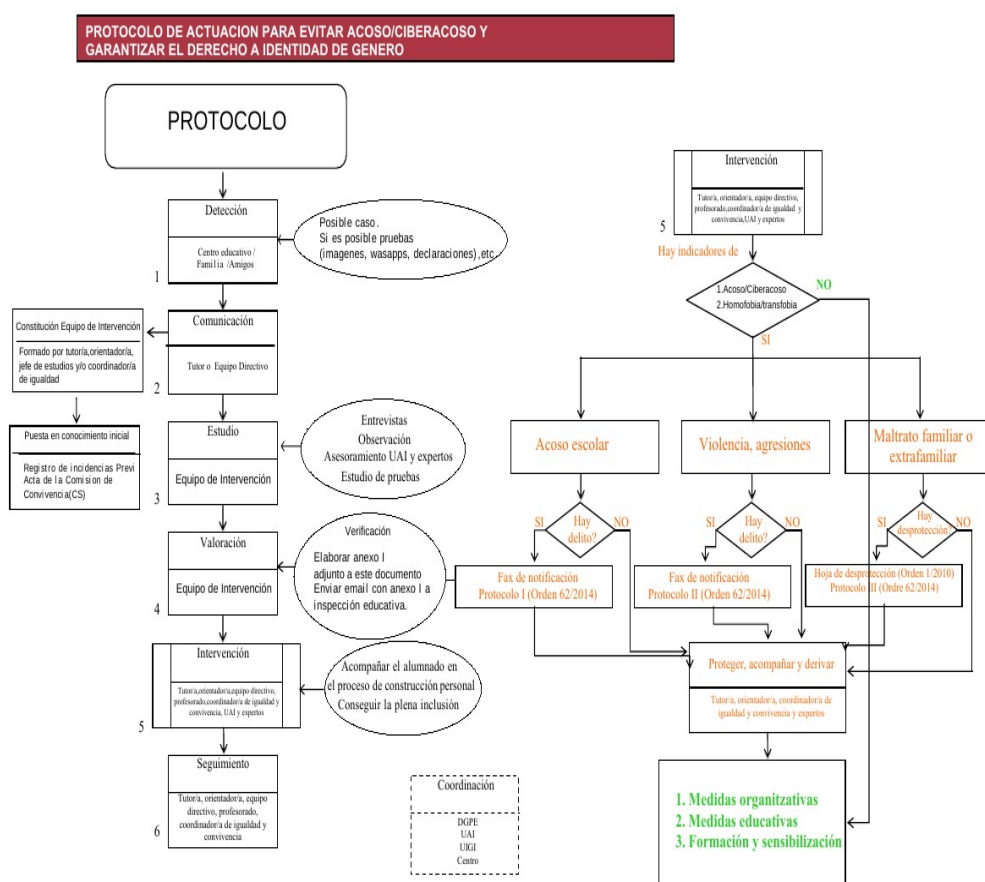 PROTOCOLO DE ACTUACION PARA EVITAR ACOSO/CIBERACOSO Y
GARANTIZAR EL DERECHO A IDENTIDAD DE GENERO
PROTOCOLO
Detección
Centro educativo /
Familia /Amigos
1
Posible caso.
Si es posible pruebas
(imagenes, wasapps, declaraciones),etc.
Comunicación
Tutor o Equipo Directivo
2
Constitución Equipo de Intervención
Formado por tutor/a,orientador/a,
jefe de estudios y/o coordinador/a
de igualdad
Puesta en conocimiento inicial
Registro de incidencias Previ
Acta de la Comision de
Convivencia(CS)
Estudio
Equipo de Intervención
3
Entrevistas
Observación
Asesoramiento UAI y expertos
Estudio de pruebas
Valoración
Equipo de Intervención
4
Verificación
Elaborar anexo I
adjunto a este documento
Enviar email con anexo I a
inspección educativa.
Intervención
Tutor/a,orientador/a,equipo directivo,
profesorado,coordinador/a de igualdad y
convivencia, UAI y expertos
5
Acompañar el alumnado en
el proceso de construcción personal
Conseguir la plena inclusión
Seguimiento
Tutor/a, orientador/a, equipo
directivo, profesorado,
coordinador/a de igualdad y
convivencia
6
Coordinación
DGPE
UAI
UIGI
Centro
Intervención
Tutor/a, orientador/a, equipo directivo,
profesorado,coordinador/a de igualdad y
convivencia,UAI y expertos
5
Hay indicadores de
1.Acoso/Ciberacoso
2.Homofobia/transfobia
NO
SI
Acoso escolar
Violencia, agresiones
Maltrato familiar o
extrafamiliar
SI
Hay
delito?
NO
SI
Hay
delito?
NO
SI
Hay
desprotección?
NO
Fax de notificación
Protocolo I (Orden 62/2014)
Fax de notificación
Protocolo II (Orden 62/2014)
Hoja de desprotección (Orden 1/2010)
Protocolo III (Ordre 62/2014)
Proteger, acompañar y derivar
Tutor/a, orientador/a, coordinador/a de
igualdad y convivencia y expertos
1. Medidas organitzativas
2. Medidas educativas
3. Formación y sensibilización